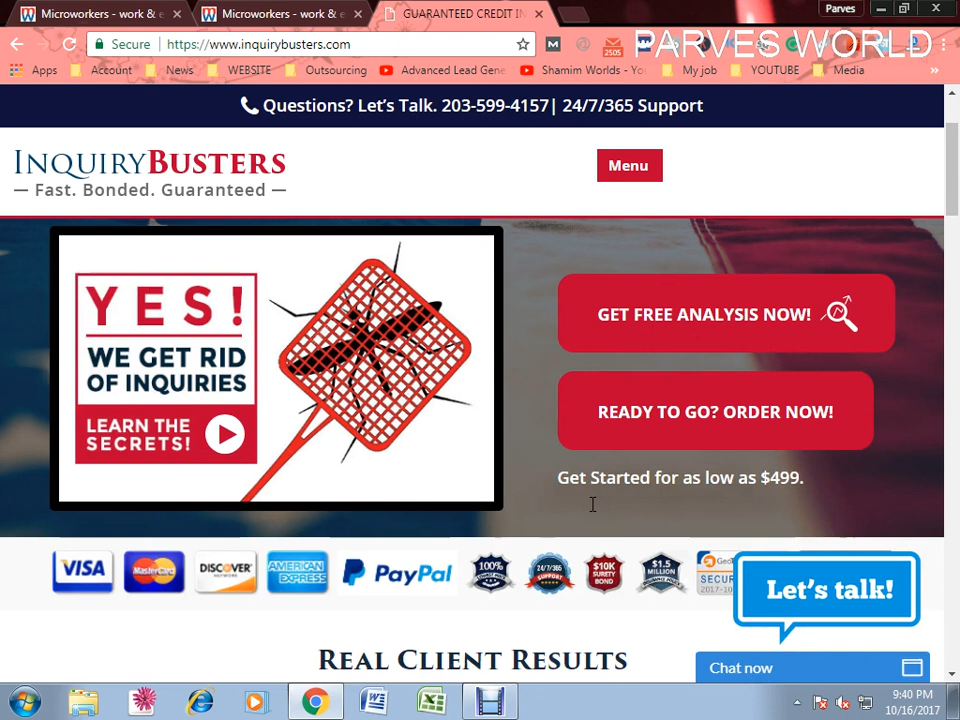 Microworkers - work & e
Microworkers - work & e
GUARANTEED CREDIT IN
Parves
Secure
https://www.inquirybusters.com
2505
PARVES WORLD
Apps
Account
News
WEBSITE
Outsourcing
Advanced Lead Gene
Shamim Worlds - Yo
My job
YOUTUBE
Media
Questions? Let's Talk. 203-599-4157| 24/7/365 Support
INQUIRYBUSTERS
— Fast. Bonded. Guaranteed —
Menu
YES!
WE GET RID
OF INQUIRIES
LEARN THE
SECRETS!
GET FREE ANALYSIS NOW!
READY TO GO? ORDER NOW!
Get Started for as low as $499.
VISA
MasterCard
DISCOVER
NETWORK
AMERICAN
EXPRESS
PayPal
100%
24/7/365
SUPPORT
$10K
SURETY
BOND
$1.5
MILLION
SECUR
2017-10
Let's talk!
REAL CLIENT RESULTS
Chat now
9:40 PM
10/16/2017